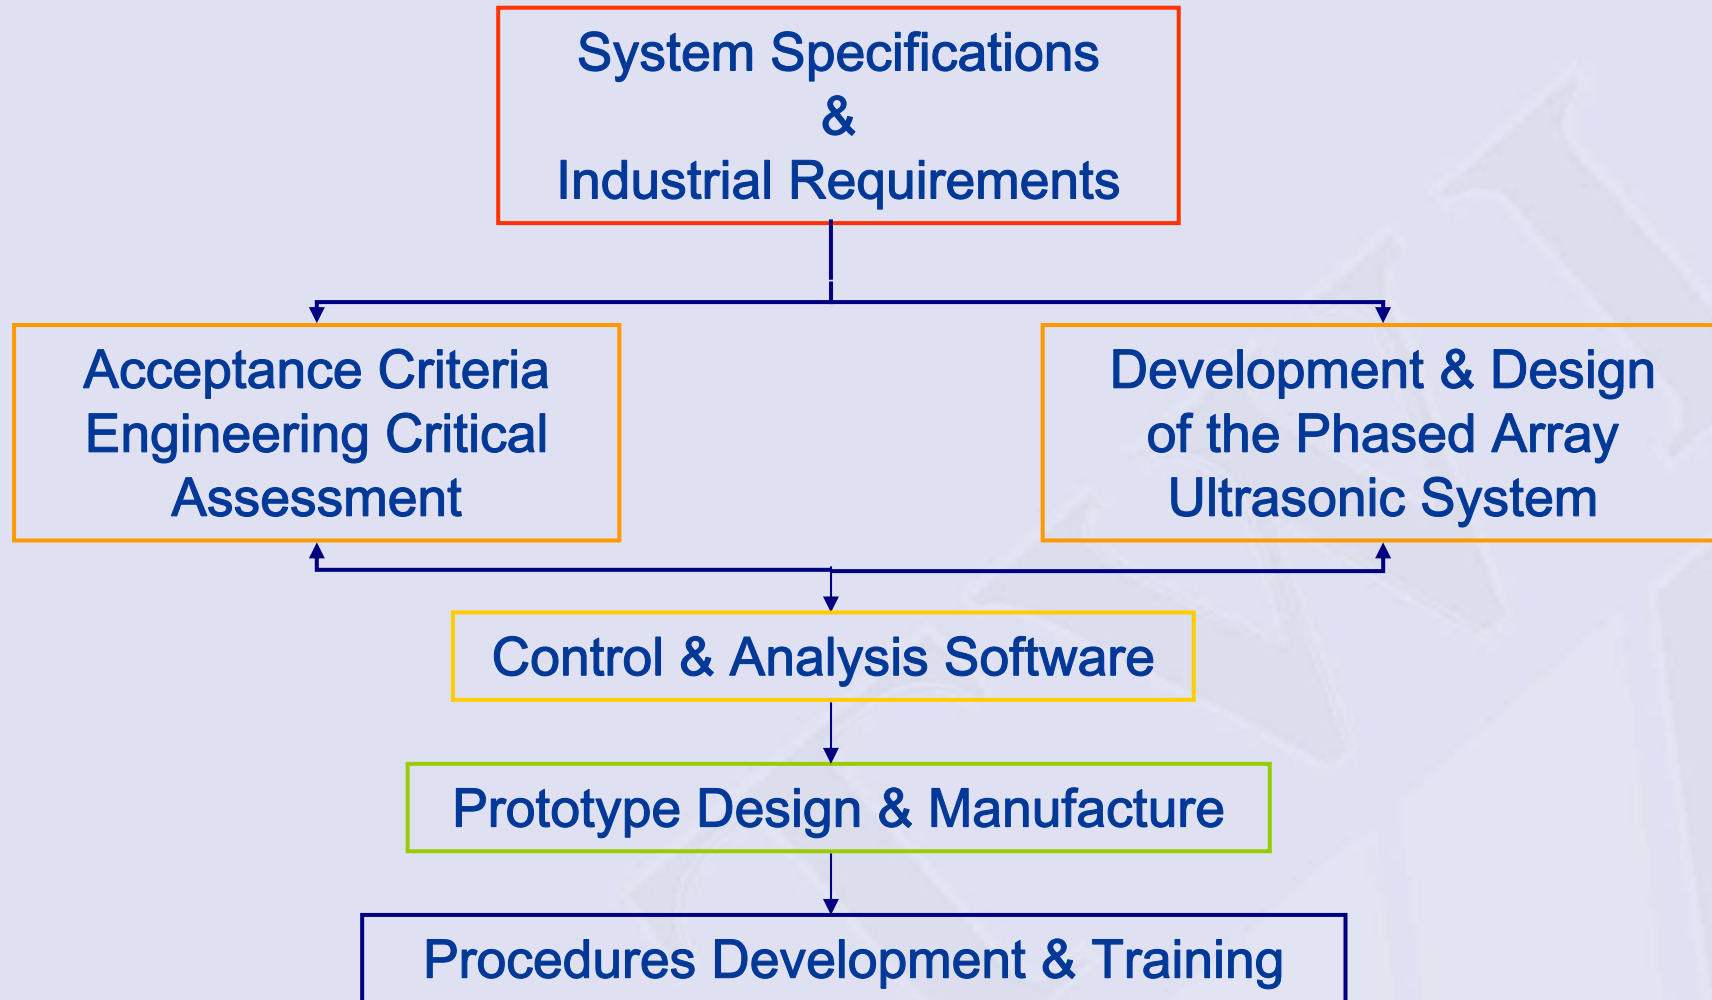 System Specifications
&
Industrial Requirements
Acceptance Criteria
Engineering Critical
Assessment
Development & Design
of the Phased Array
Ultrasonic System
Control & Analysis Software
Prototype Design & Manufacture
Procedures Development & Training